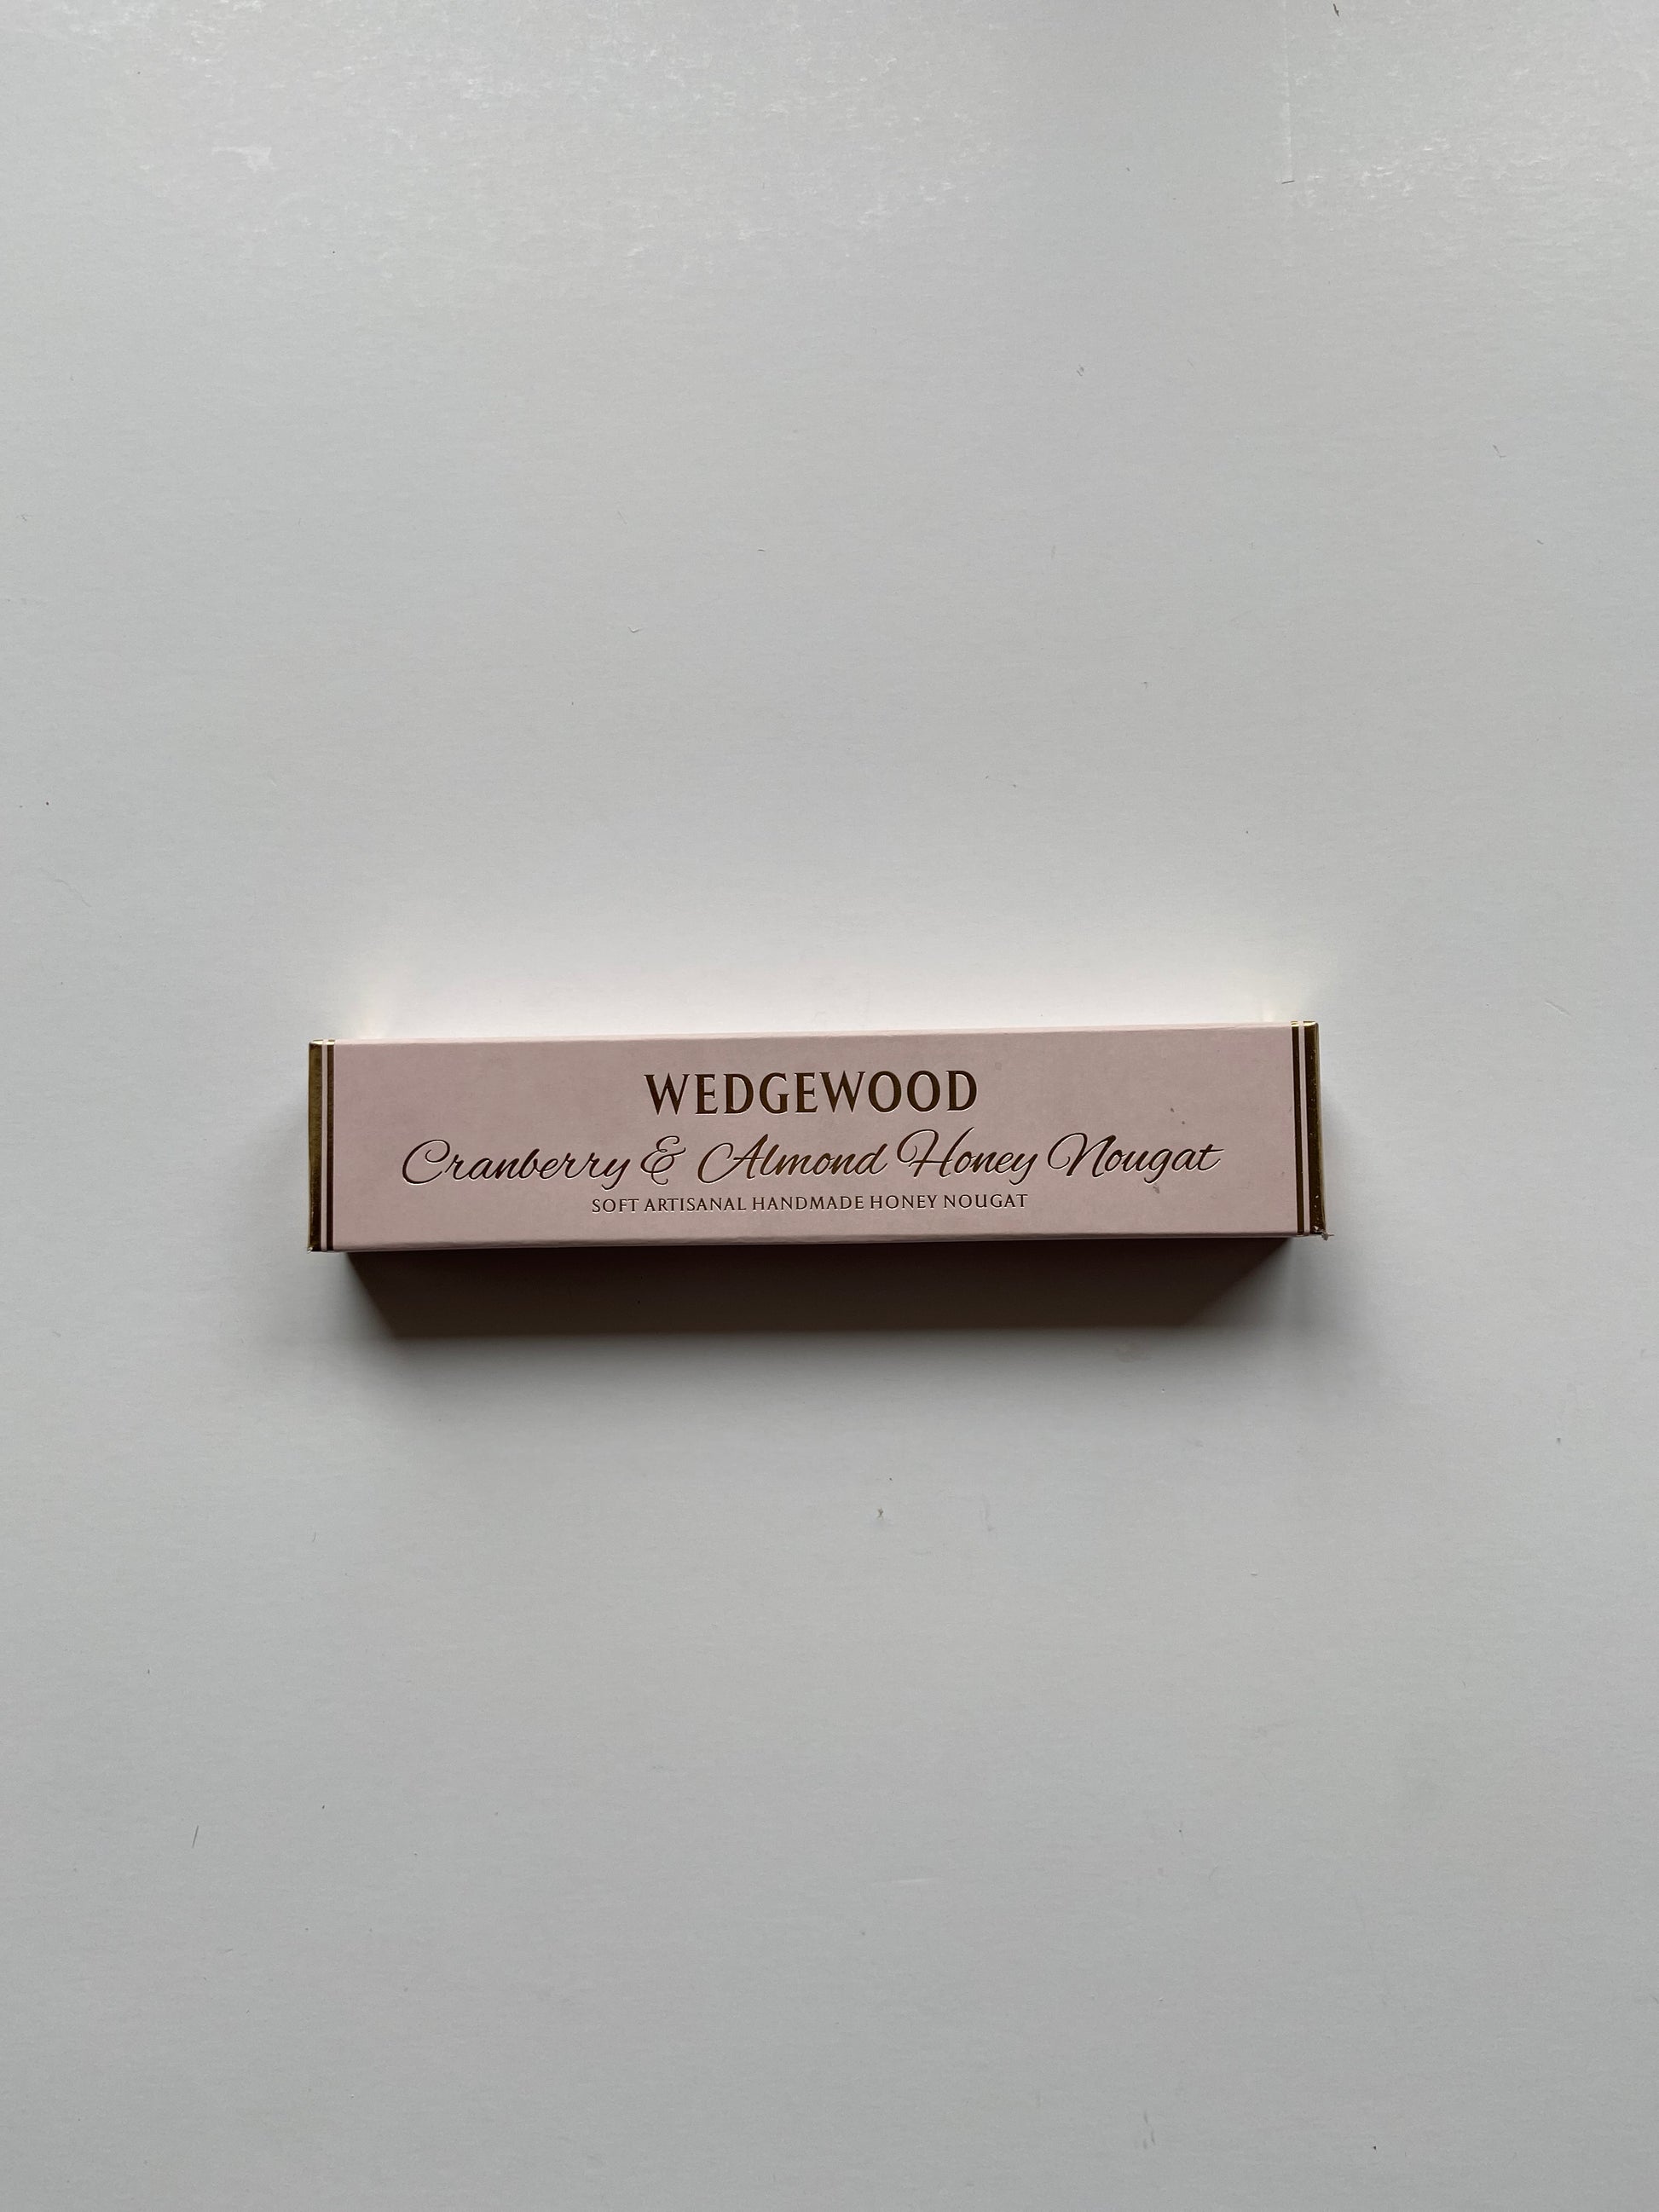 WEDGEWOOD
Cranberry & Almond Honey Nougat
SOFT ARTISANAL HANDMADE HONEY NOUGAT